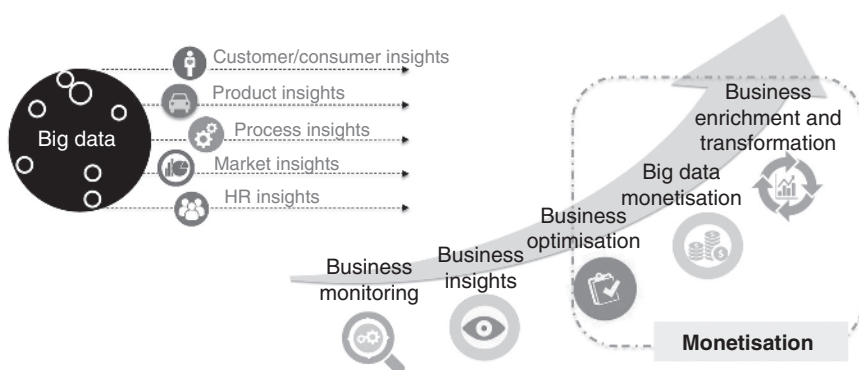 Big data
Customer/consumer insights
Product insights
Process insights
Market insights
HR insights
Business
monitoring
Business
insights
Business
optimisation
Big data
monetisation
Business
enrichment and
transformation
Monetisation